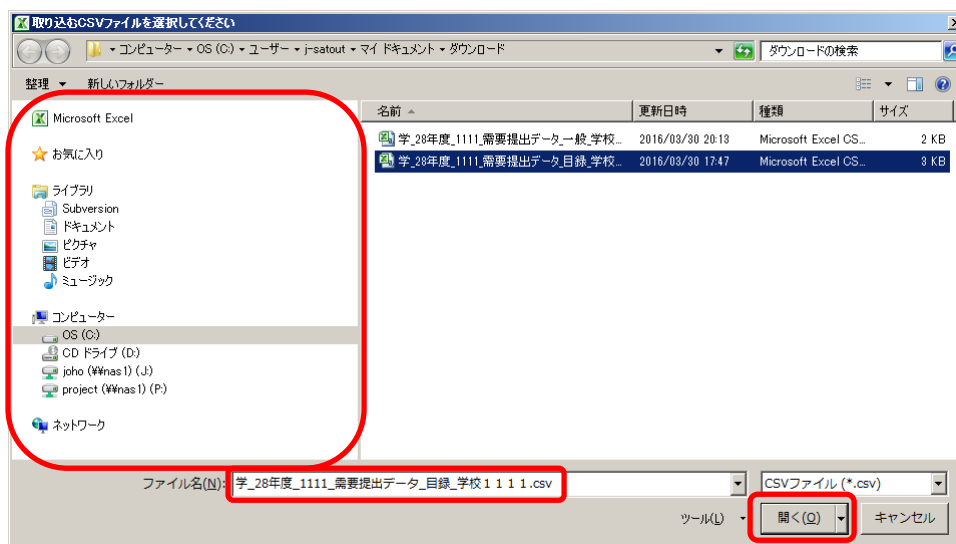 取り込むCSVファイルを選択してください
コンピューター ▾ OS (C:) ▾ ユーザー ▾ j-satout ▾ マイ ドキュメント ▾ ダウンロード
ダウンロードの検索
整理 ▼ 新しいフォルダー
名前 更新日時 種類 サイズ
学_28年度_1111_需要提出データ_一般_学校... 2016/03/30 20:13 Microsoft Excel CS... 2 KB
学_28年度_1111_需要提出データ_目録_学校... 2016/03/30 17:47 Microsoft Excel CS... 3 KB
Microsoft Excel
お気に入り
ライブラリ
Subversion
ドキュメント
ピクチャ
ビデオ
ミュージック
コンピューター
OS (C:)
CD ドライブ (D:)
joho (¥¥nas1) (J:)
project (¥¥nas1) (P:)
ネットワーク
ファイル名(N): 学_28年度_1111_需要提出データ_目録_学校１１１１.csv
CSVファイル (*.csv)
ツール(L) 開く(O) キャンセル